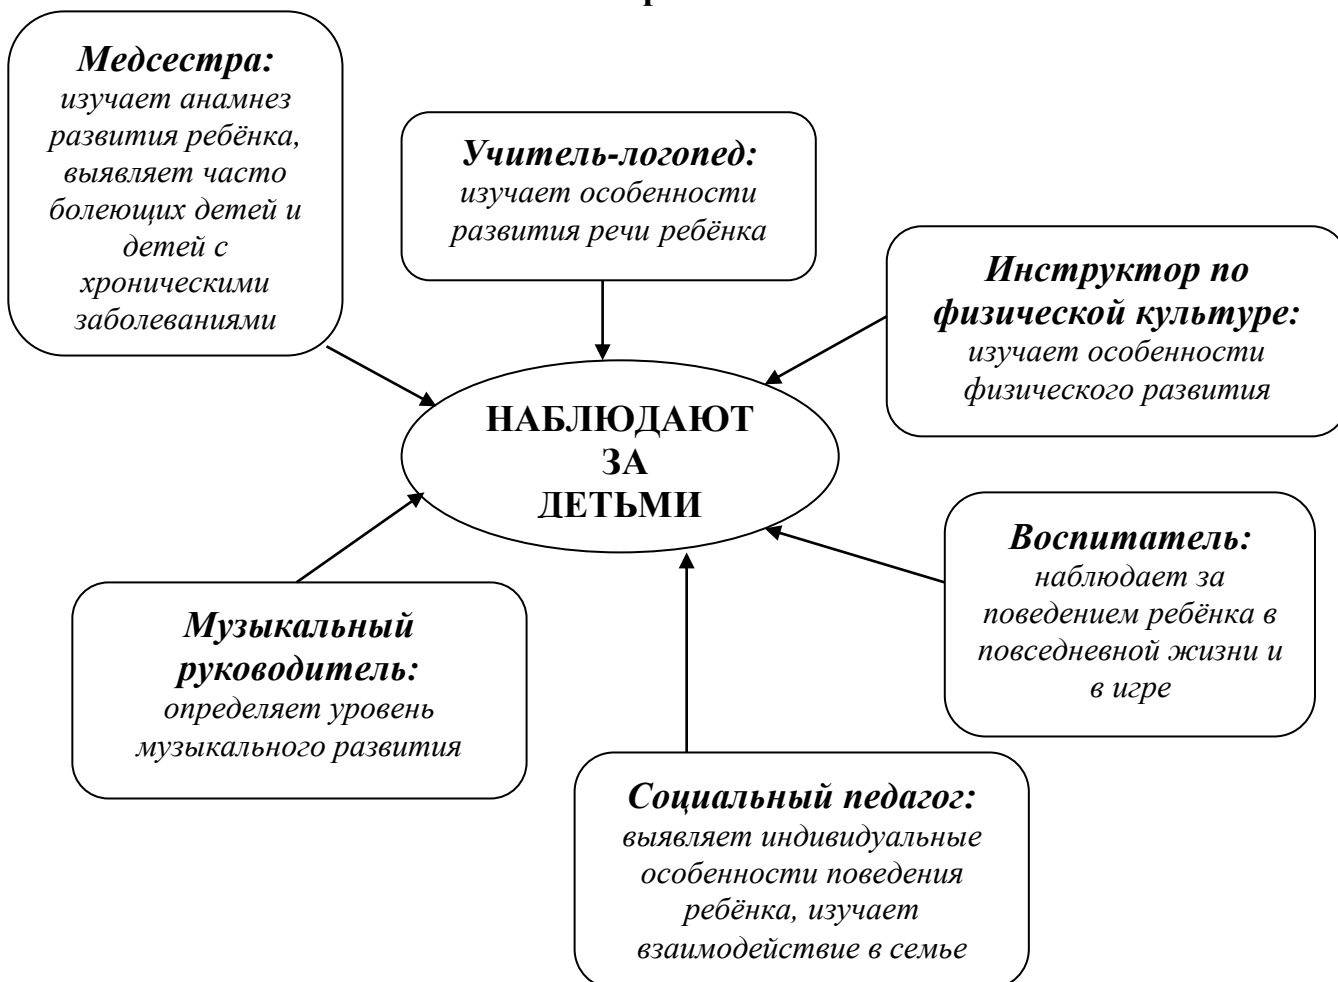 Медсестра:
изучает анамнез
развития ребёнка,
выявляет часто
болеющих детей и
детей с
хроническими
заболеваниями
Учитель-логопед:
изучает особенности
развития речи ребёнка
Инструктор по
физической культуре:
изучает особенности
физического развития
НАБЛЮДАЮТ
ЗА
ДЕТЬМИ
Воспитатель:
наблюдает за
поведением ребёнка в
повседневной жизни и
в игре
Музыкальный
руководитель:
определяет уровень
музыкального развития
Социальный педагог:
выявляет индивидуальные
особенности поведения
ребёнка, изучает
взаимодействие в семье